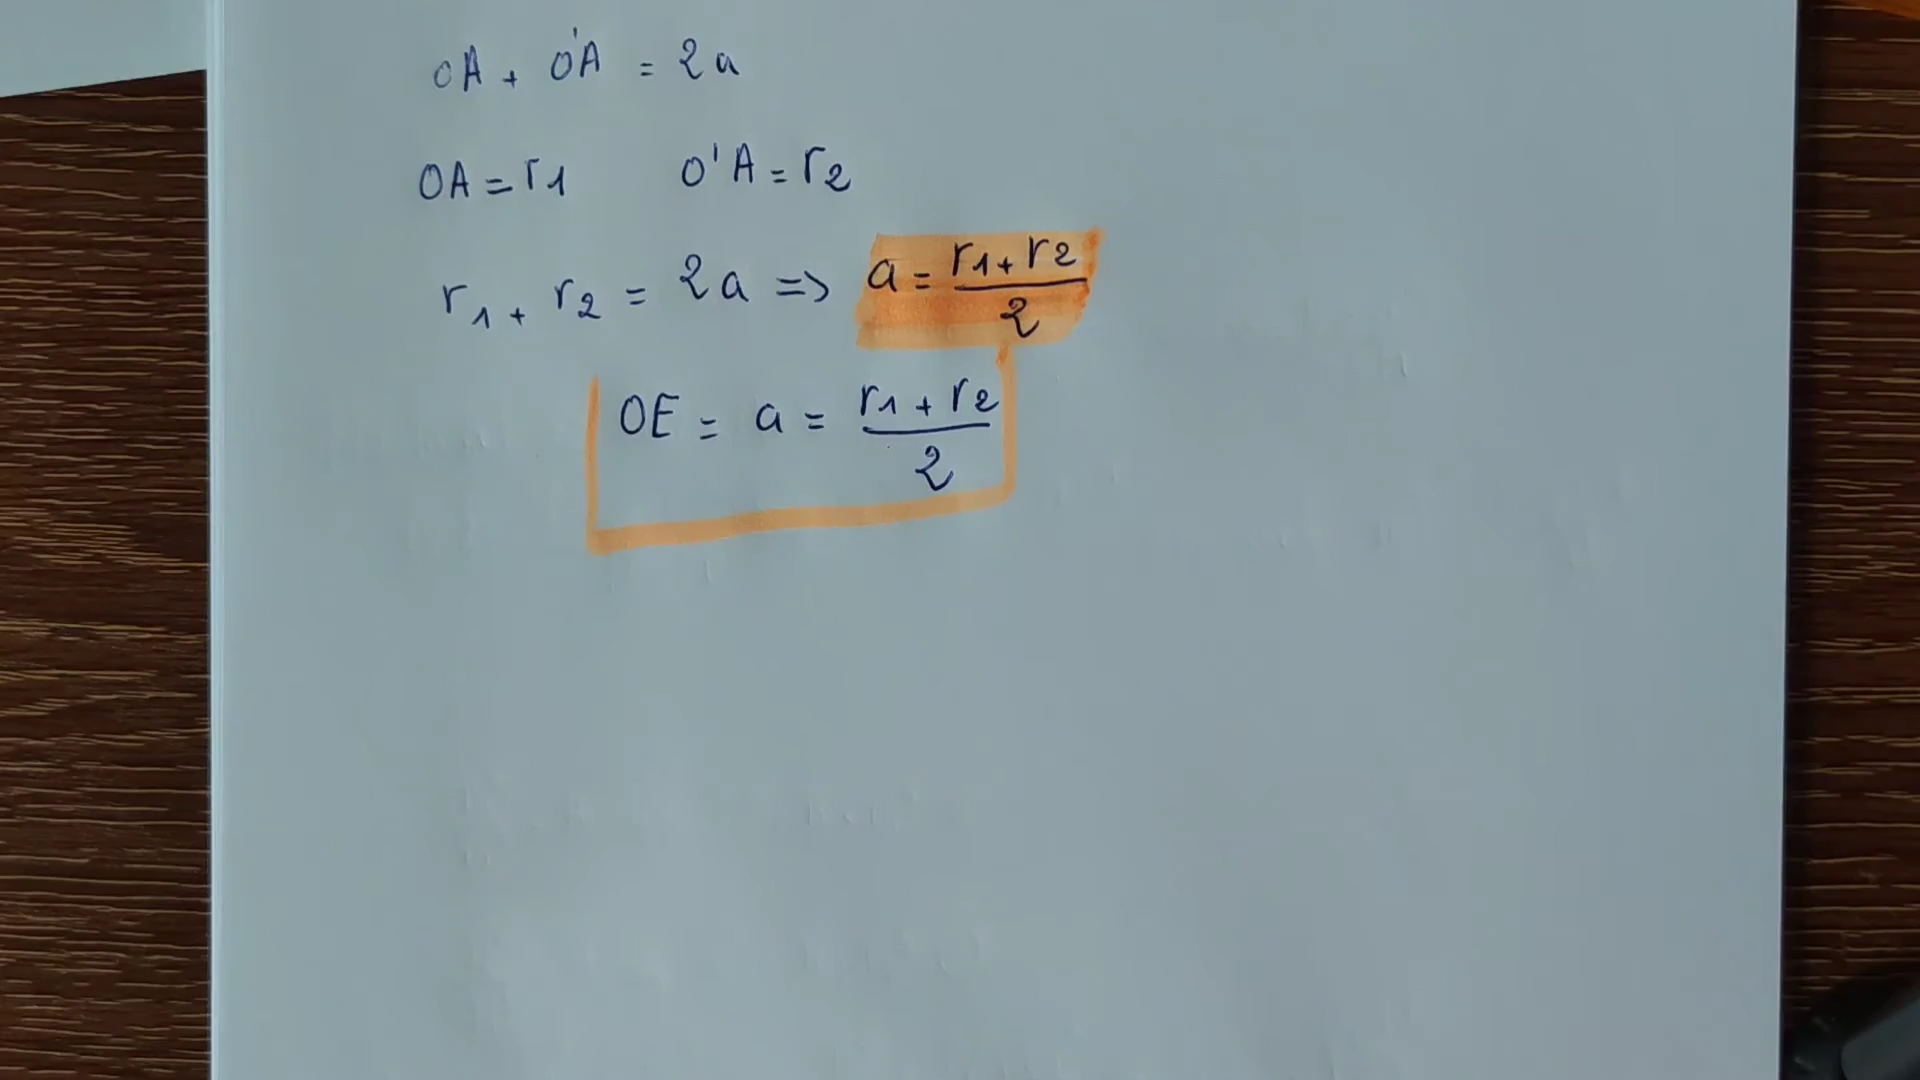 OA + O'A = 2a
OA = r1 O'A = r2
r1 + r2 = 2a => a = r1 + r2 / 2
OE = a = r1 + r2 / 2